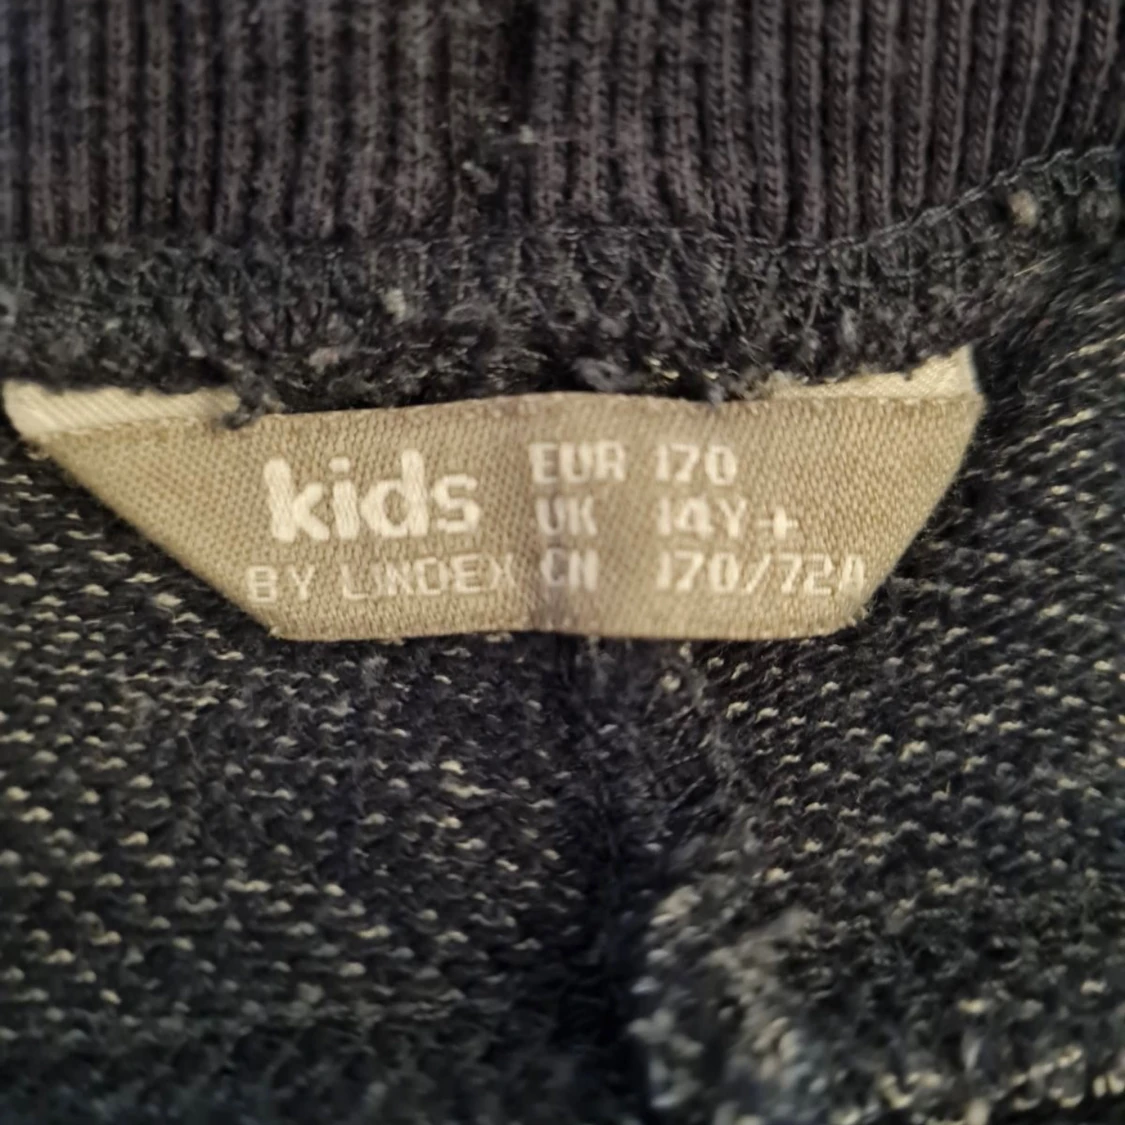 kids
BY LINDEX
EUR 170
UK 14Y+
CN 170/72A